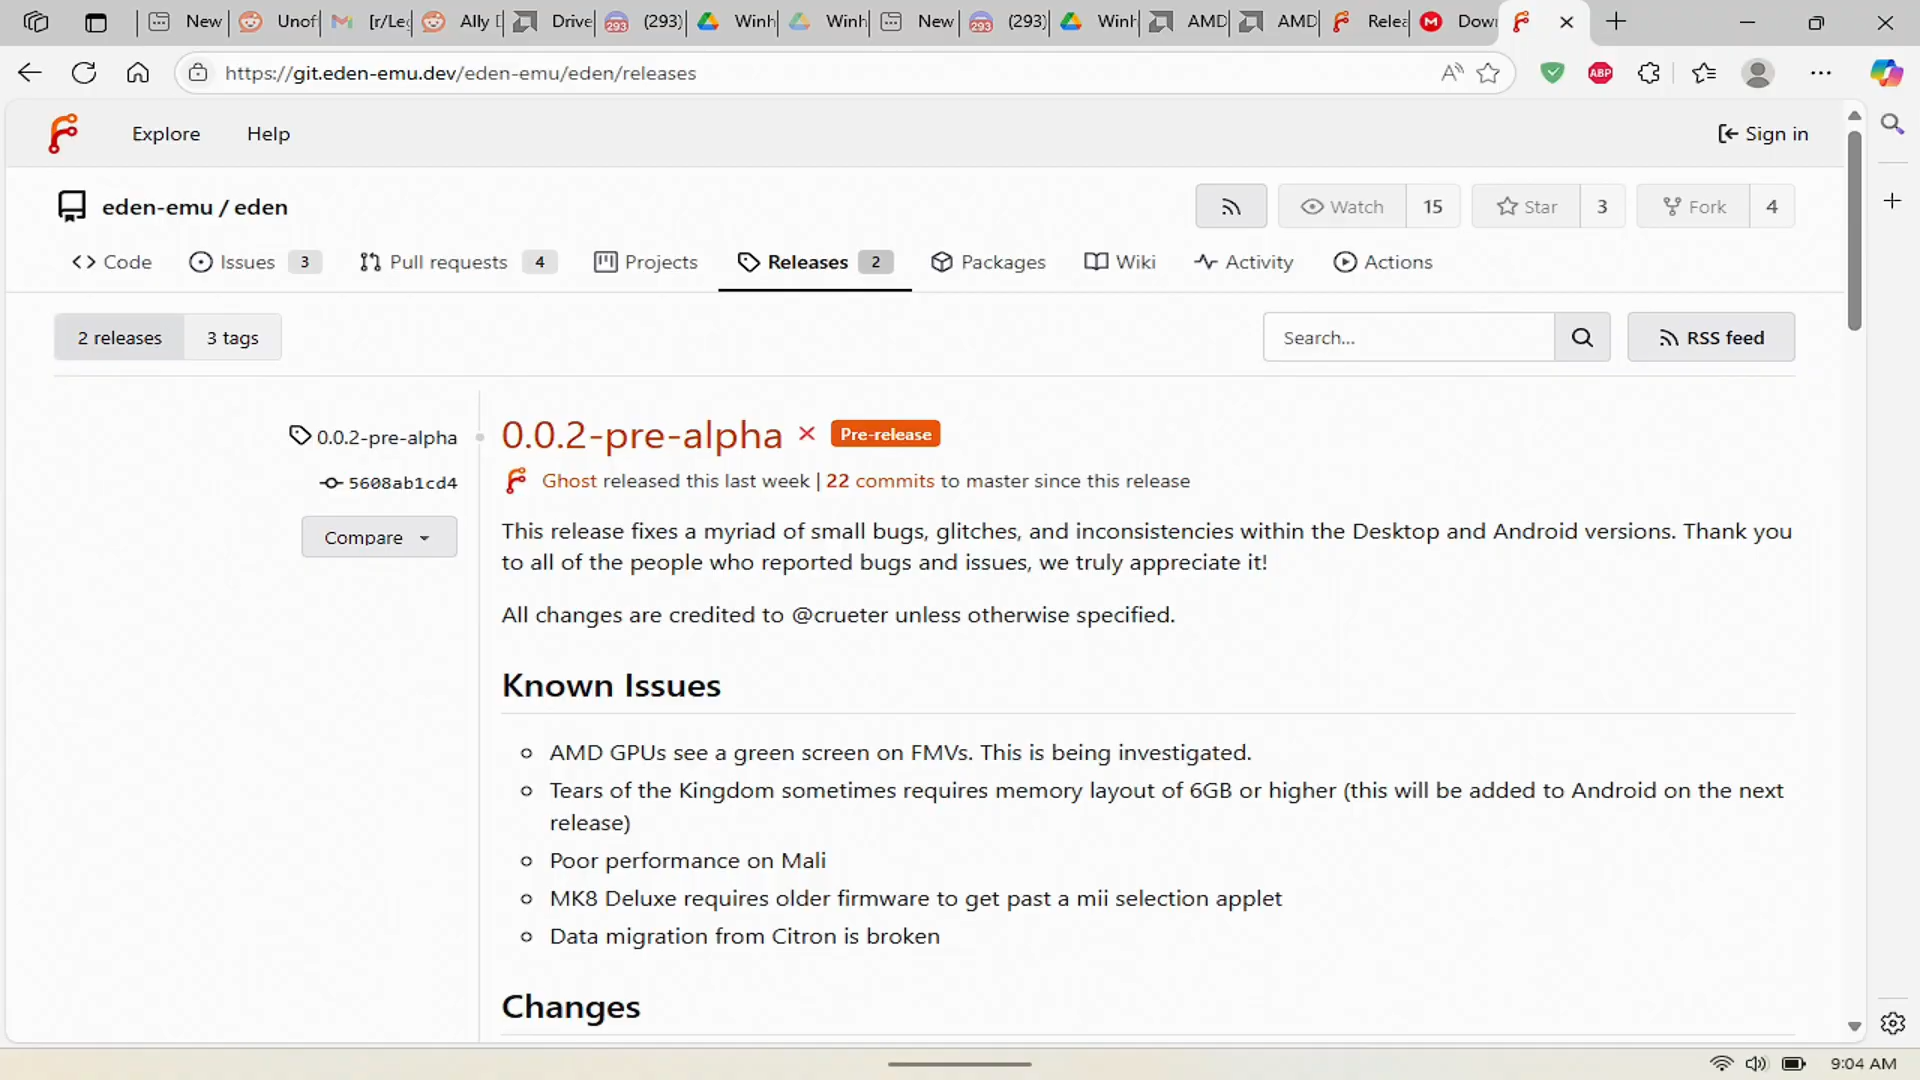 New
Unof
[r/Le
Ally [
Drive
(293)
Winh
Winh
New
(293)
Winh
AMD
AMD
Relea
Down
https://git.eden-emu.dev/eden-emu/eden/releases
ABP
Explore
Help
Sign in
eden-emu / eden
Watch 15
Star 3
Fork 4
Code
Issues 3
Pull requests 4
Projects
Releases 2
Packages
Wiki
Activity
Actions
2 releases
3 tags
Search...
RSS feed
0.0.2-pre-alpha
5608ab1cd4
Compare
0.0.2-pre-alpha Pre-release
Ghost released this last week | 22 commits to master since this release
This release fixes a myriad of small bugs, glitches, and inconsistencies within the Desktop and Android versions. Thank you
to all of the people who reported bugs and issues, we truly appreciate it!
All changes are credited to @crueter unless otherwise specified.
Known Issues
AMD GPUs see a green screen on FMVs. This is being investigated.
Tears of the Kingdom sometimes requires memory layout of 6GB or higher (this will be added to Android on the next
release)
Poor performance on Mali
MK8 Deluxe requires older firmware to get past a mii selection applet
Data migration from Citron is broken
Changes
9:04 AM